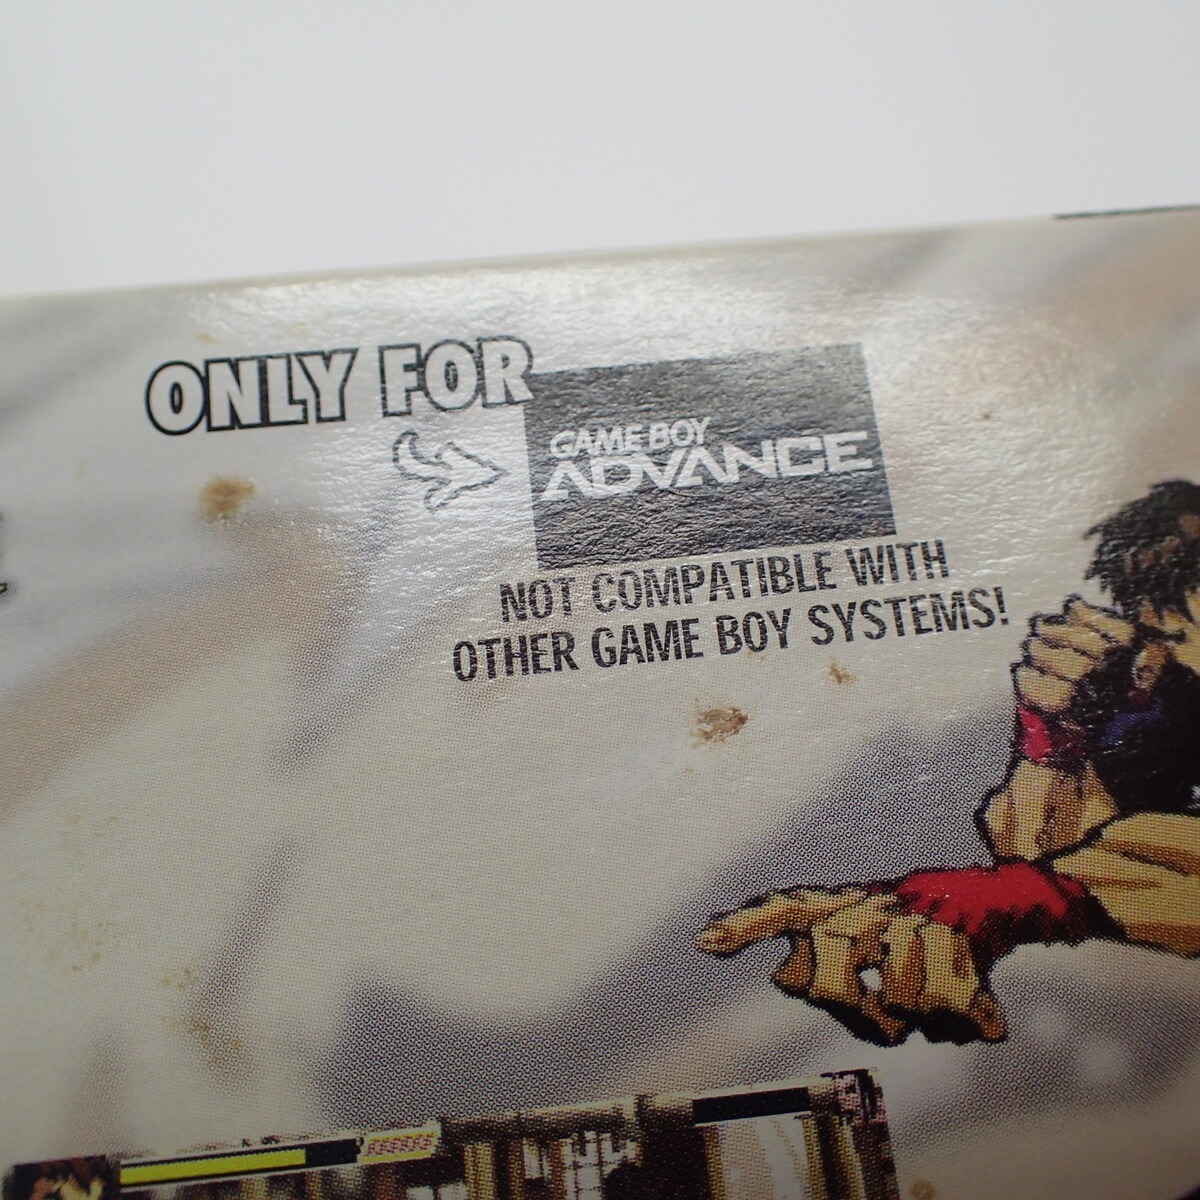 ONLY FOR
GAME BOY
ADVANCE
NOT COMPATIBLE WITH
OTHER GAME BOY SYSTEMS!